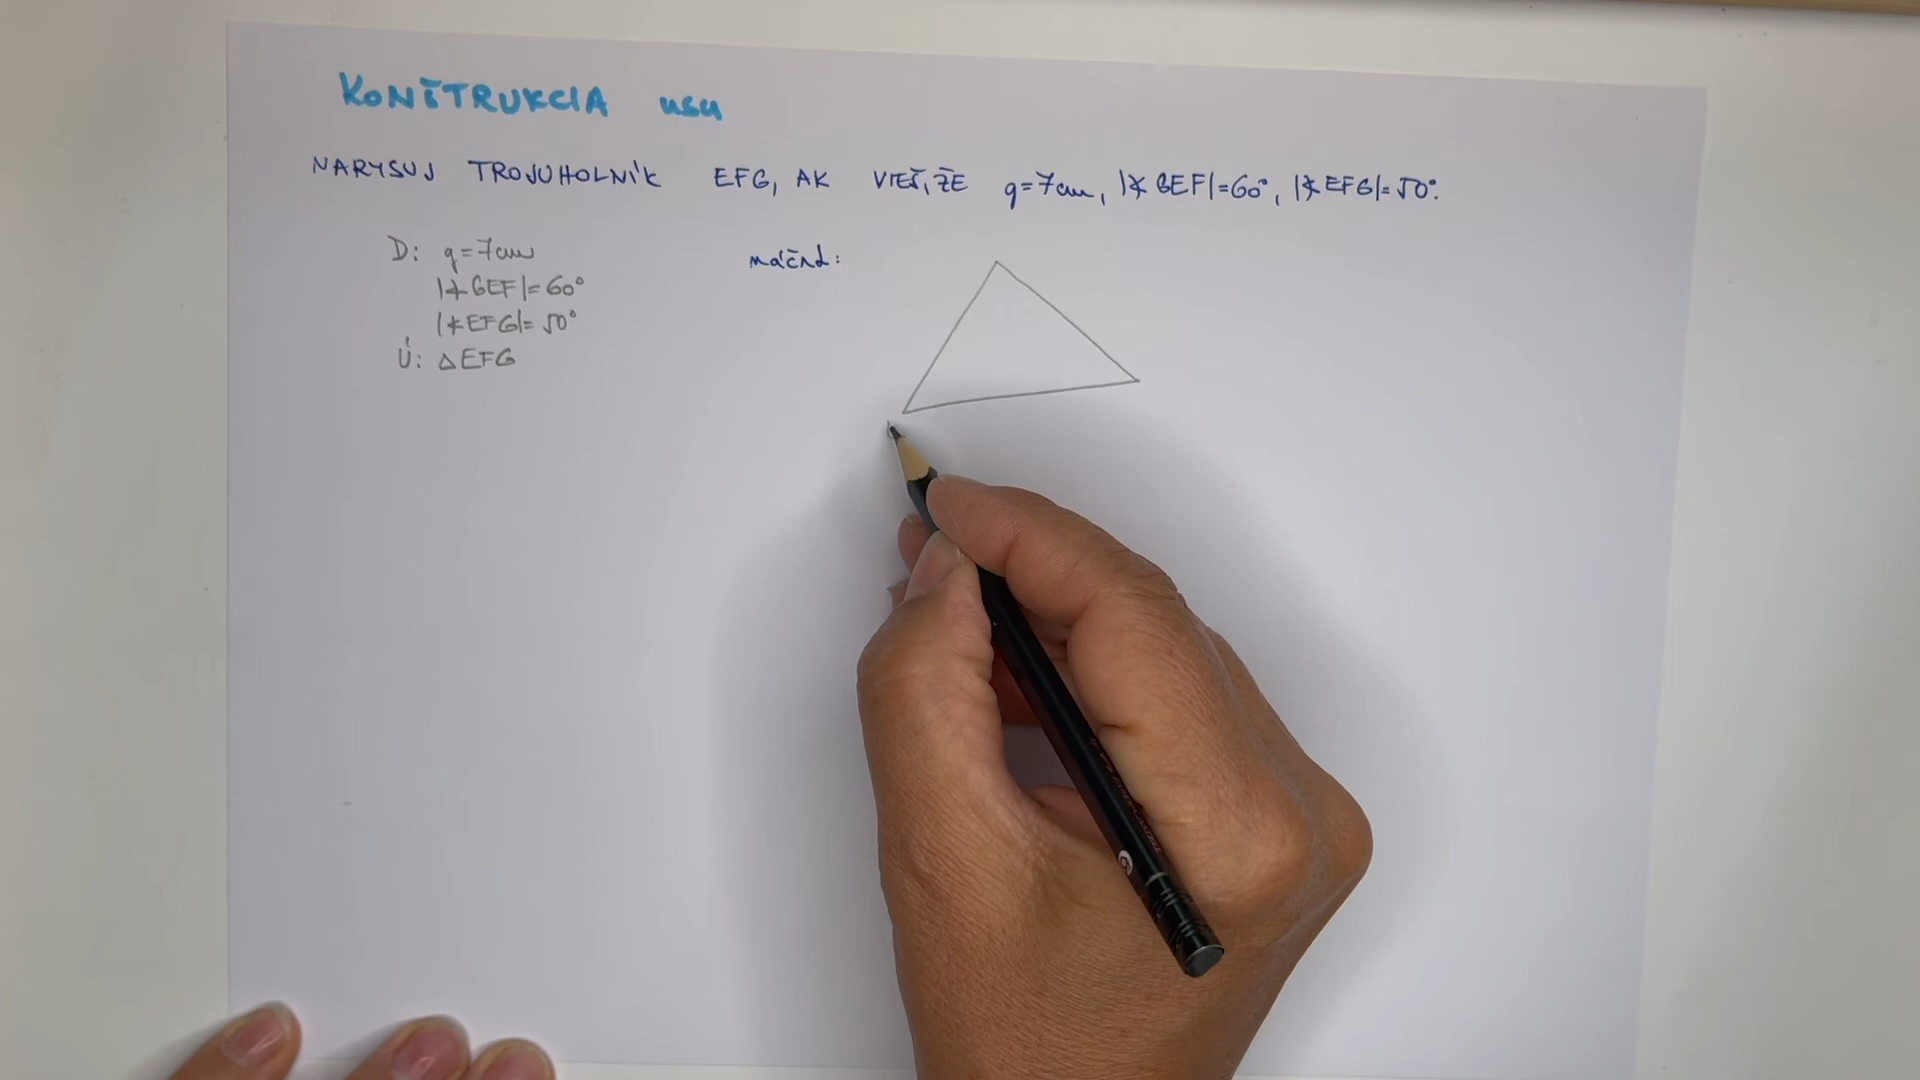 KONŠTRUKCIA usu
NARYSUJ TROJUHOLNÍK EFG, AK VIEŠ, ŽE g=7cm, |∡GEF|=60°, |∡EFG|=50°.
D: g=7cm
|∡GEF|=60°
|∡EFG|=50°
Ú: △EFG
náčrt: